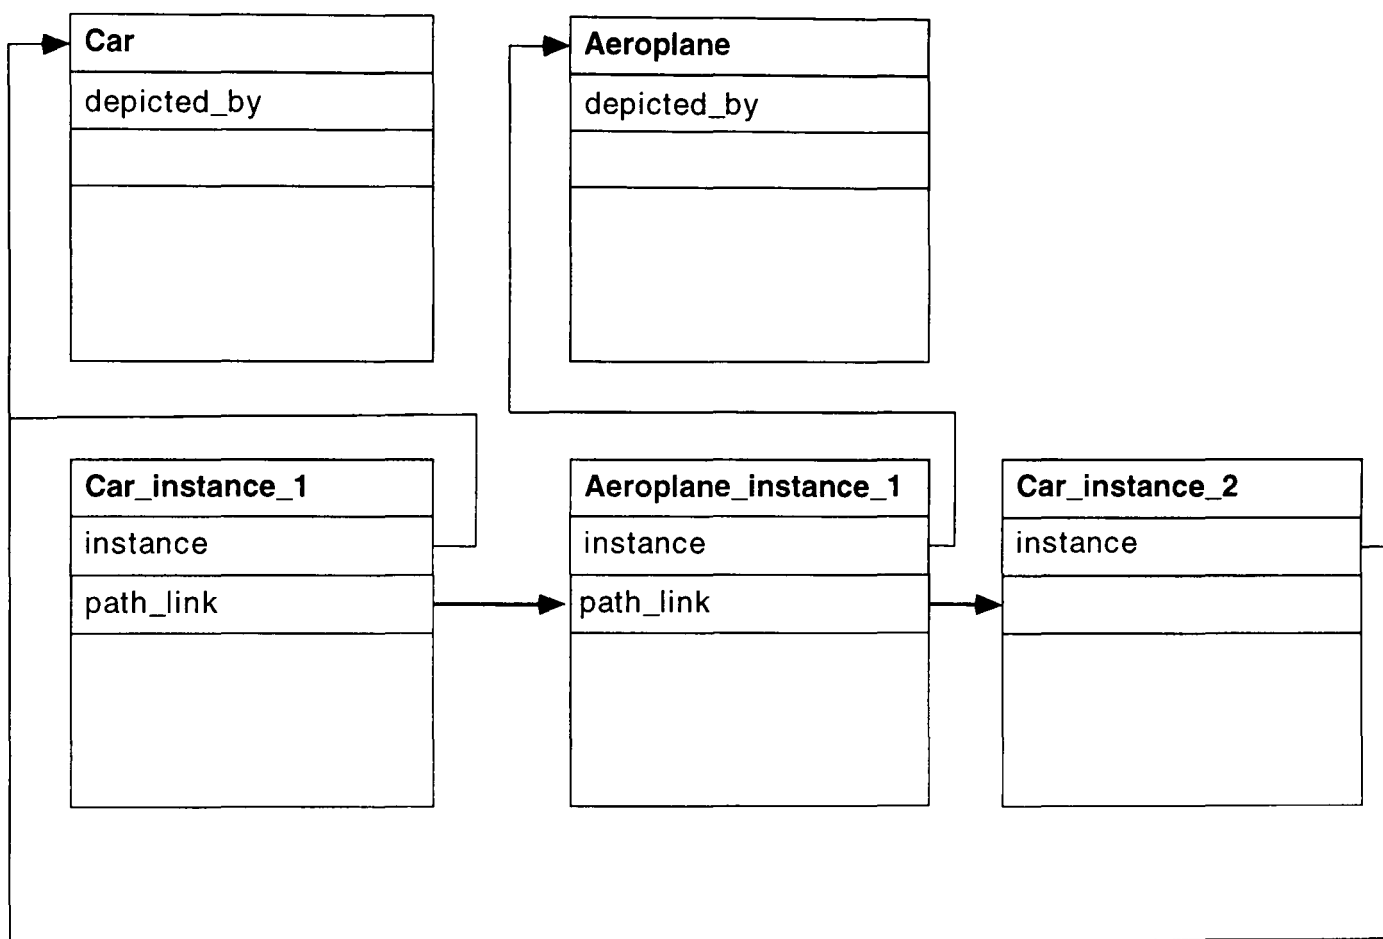 Car
depicted_by
Aeroplane
depicted_by
Car_instance_1
instance
path_link
Aeroplane_instance_1
instance
path_link
Car_instance_2
instance